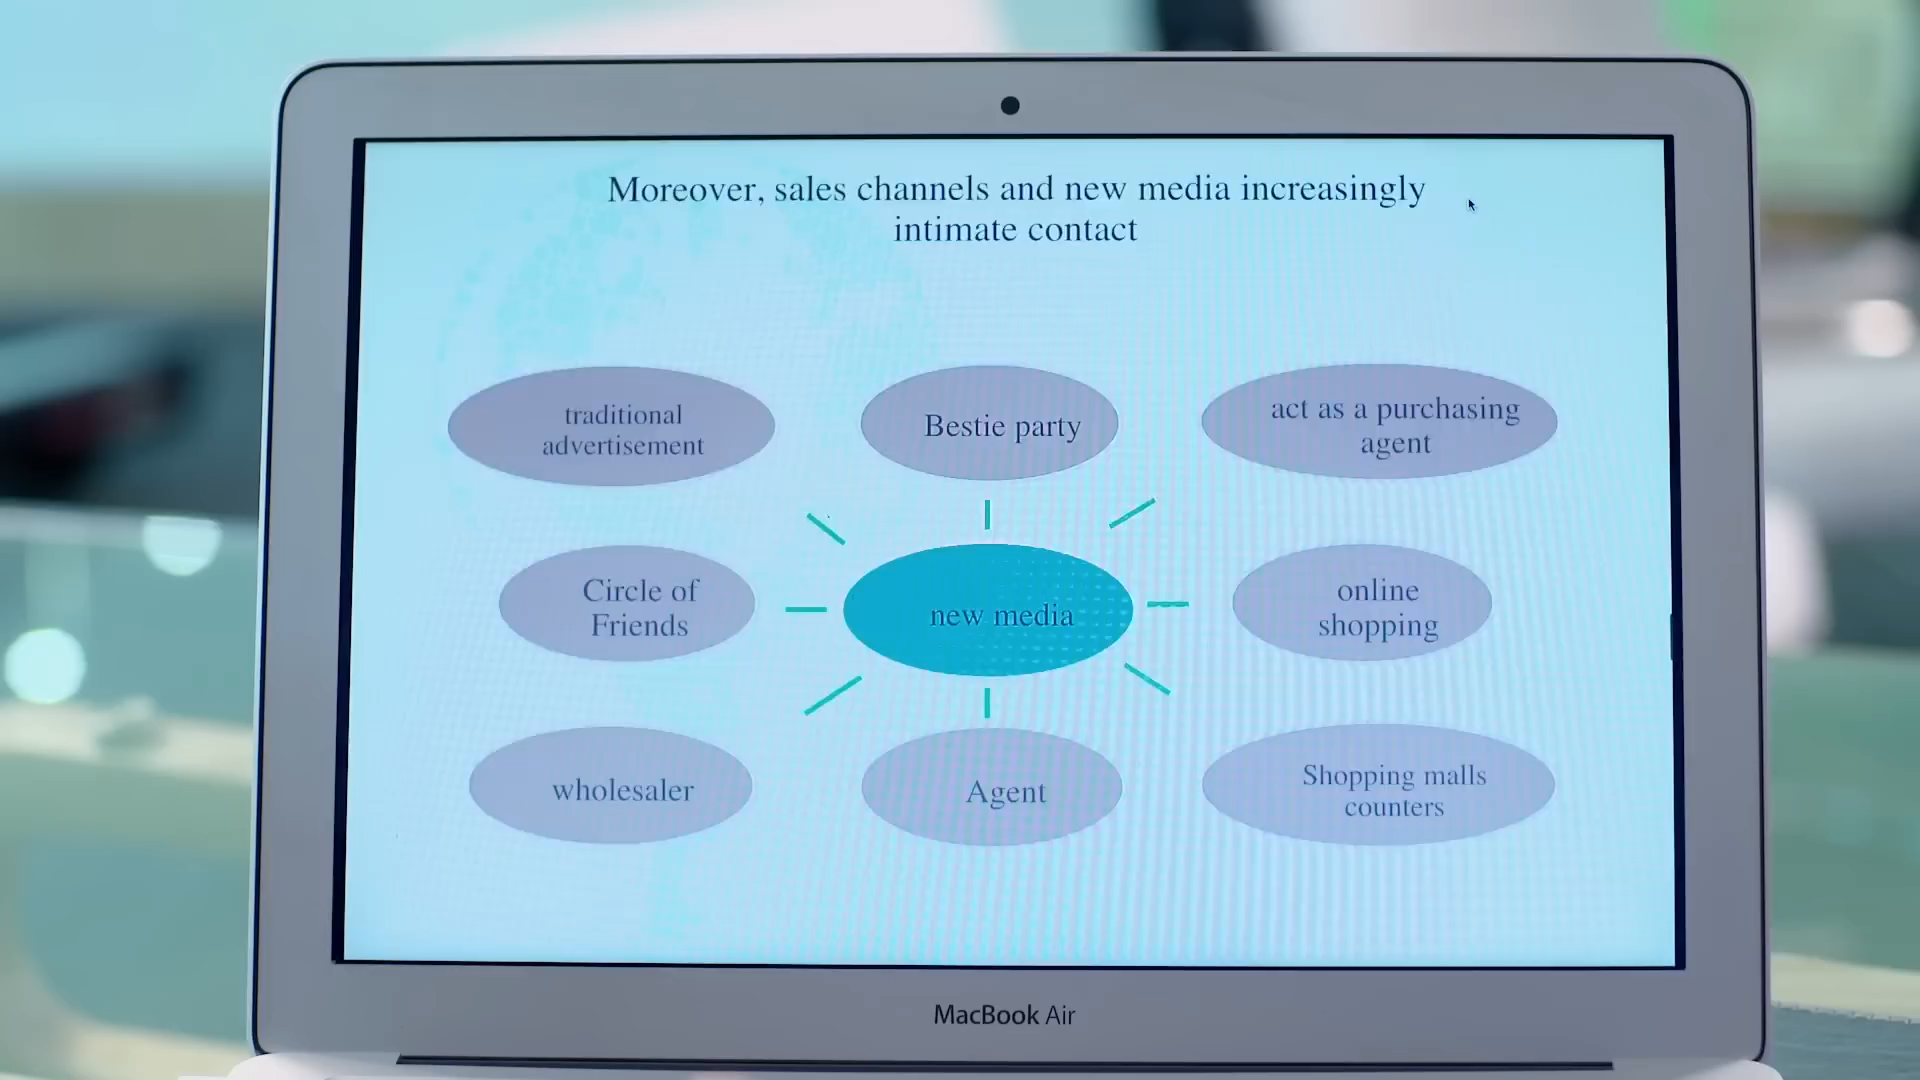 Moreover, sales channels and new media increasingly
intimate contact
traditional
advertisement
Bestie party
act as a purchasing
agent
Circle of
Friends
new media
online
shopping
wholesaler
Agent
Shopping malls
counters
MacBook Air